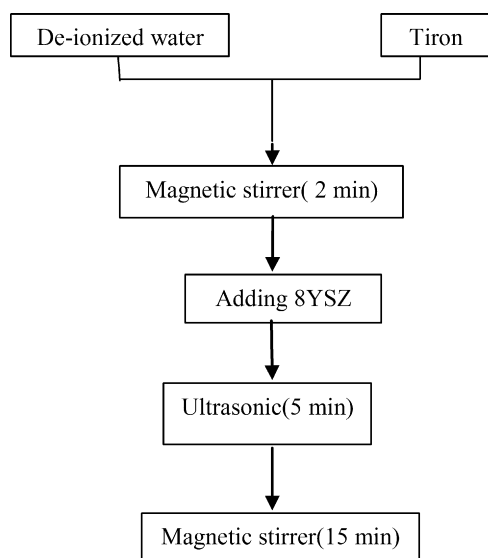 De-ionized water
Tiron
Magnetic stirrer( 2 min)
Adding 8YSZ
Ultrasonic(5 min)
Magnetic stirrer(15 min)